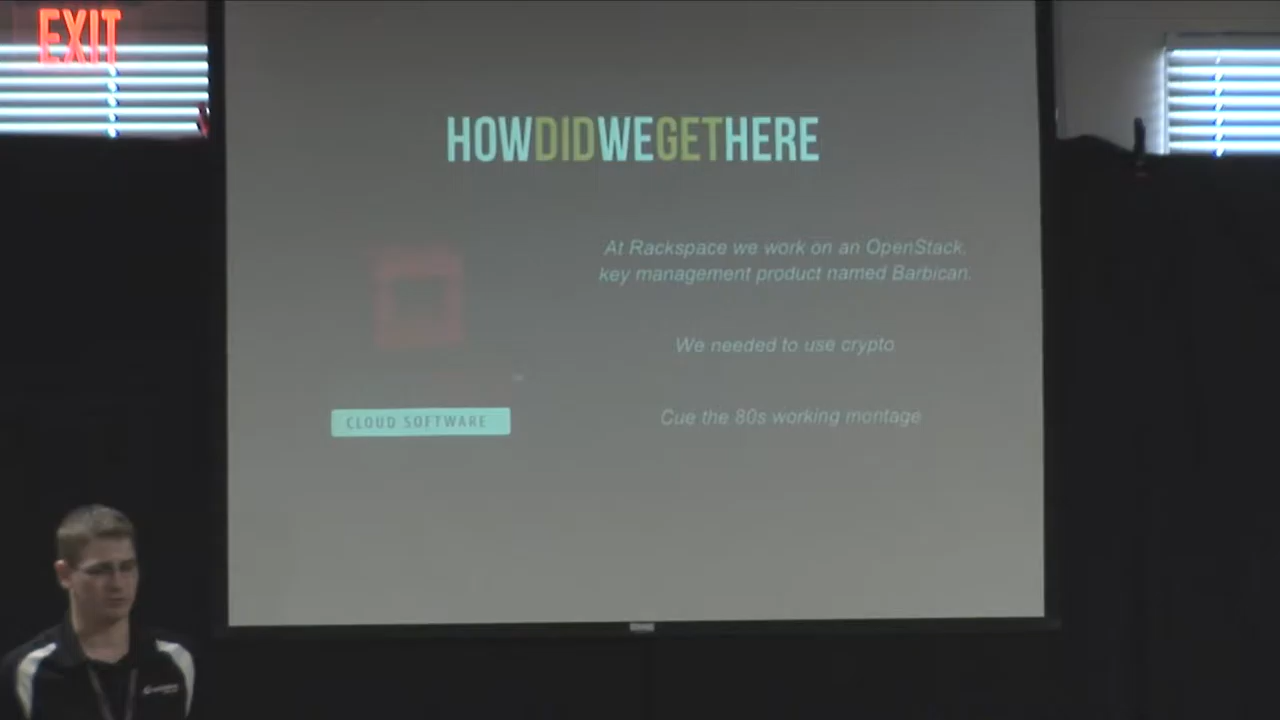 EXIT
HOWDIDWEGETHERE
At Rackspace we work on an OpenStack,
key management product named Barbican.
We needed to use crypto
CLOUD SOFTWARE
Cue the 80s working montage